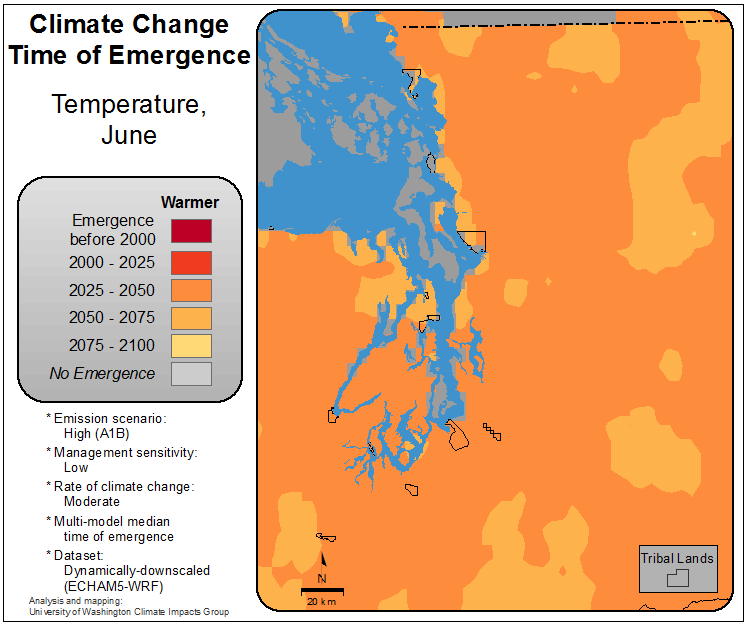 Climate Change
Time of Emergence
Temperature,
June
Warmer
Emergence
before 2000
2000 - 2025
2025 - 2050
2050 - 2075
2075 - 2100
No Emergence
* Emission scenario:
High (A1B)
* Management sensitivity:
Low
* Rate of climate change:
Moderate
* Multi-model median
time of emergence
* Dataset:
Dynamically-downscaled
(ECHAM5-WRF)
Analysis and mapping:
University of Washington Climate Impacts Group
N
20 km
Tribal Lands